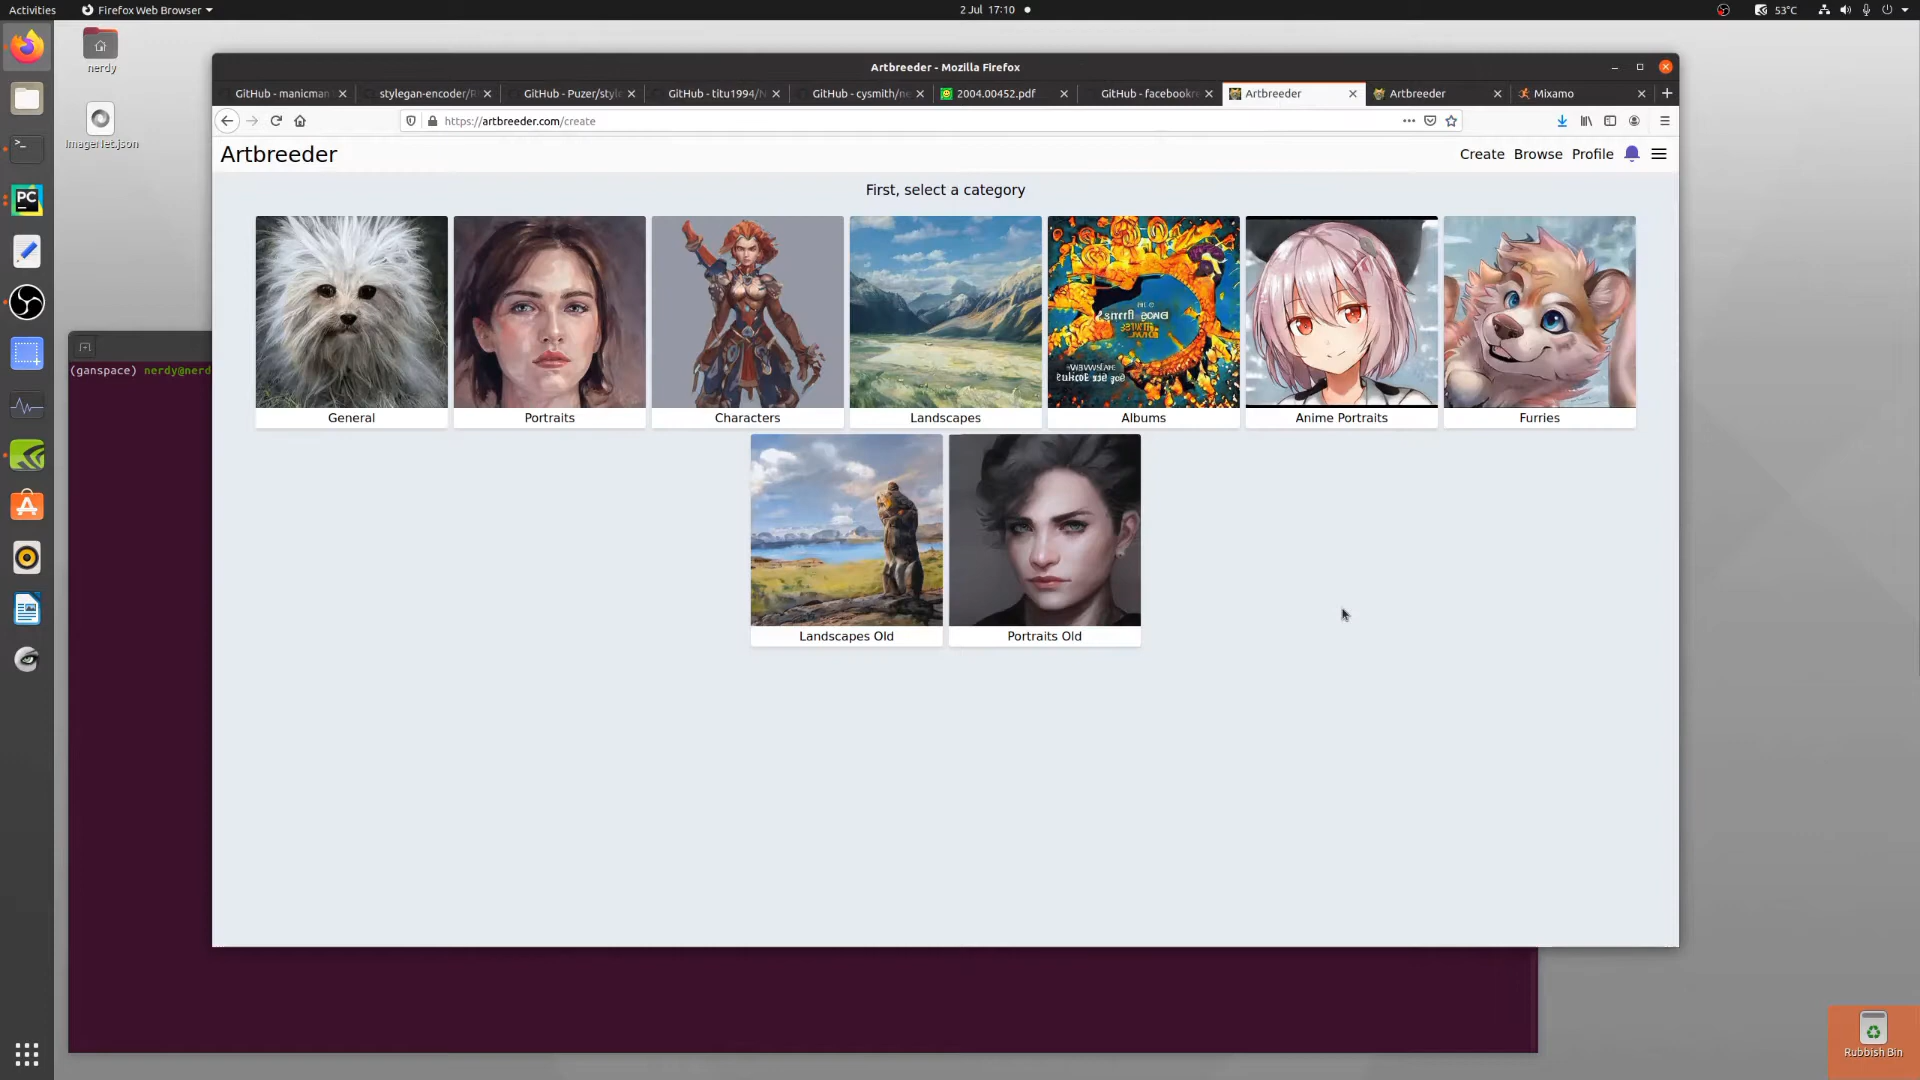 Activities
Firefox Web Browser
2 Jul 17:10
53°C
nerdy
ImageNet.json
Artbreeder - Mozilla Firefox
GitHub - manicman
stylegan-encoder/R
GitHub - Puzer/style
GitHub - titu1994/N
GitHub - cysmith/ne
2004.00452.pdf
GitHub - facebookre
Artbreeder
Artbreeder
Mixamo
https://artbreeder.com/create
Artbreeder
Create
Browse
Profile
First, select a category
General
Portraits
Characters
Landscapes
Albums
Anime Portraits
Furries
(ganspace) nerdy@nerd
Landscapes Old
Portraits Old
Rubbish Bin
PC